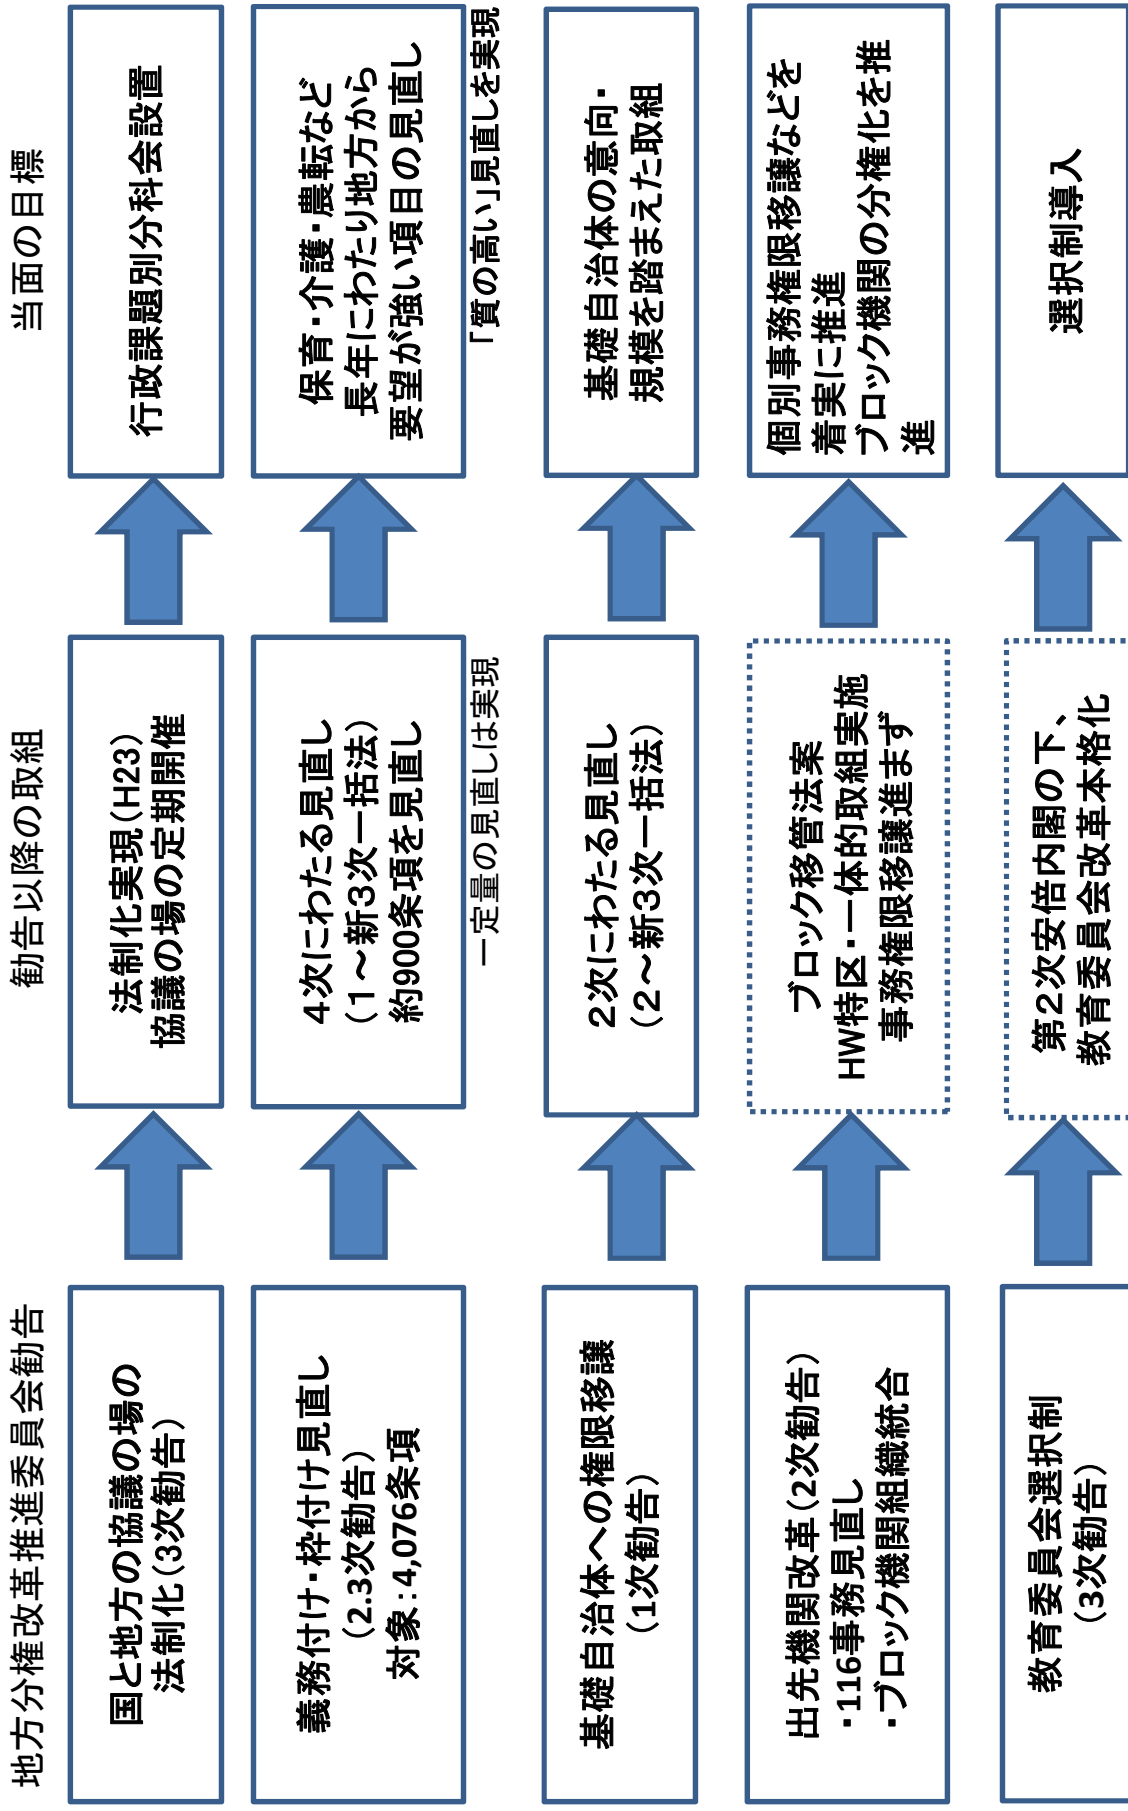 地方分権改革推進委員会勧告
勧告以降の取組
当面の目標
国と地方の協議の場の
法制化（3次勧告）
法制化実現（H23）
協議の場の定期開催
行政課題別分科会設置
義務付け・枠付け見直し
（2.3次勧告）
対象：4,076条項
4次にわたる見直し
（1～新3次一括法）
約900条項を見直し
一定量の見直しは実現
保育・介護・農転など
長年にわたり地方から
要望が強い項目の見直し
「質の高い」見直しを実現
基礎自治体への権限移譲
（1次勧告）
2次にわたる見直し
（2～新3次一括法）
基礎自治体の意向・
規模を踏まえた取組
出先機関改革（2次勧告）
・116事務見直し
・ブロック機関組織統合
ブロック移管法案
HW特区・一体的取組実施
事務権限移譲進まず
個別事務権限移譲などを
着実に推進
ブロック機関の分権化を推
進
教育委員会選択制
（3次勧告）
第2次安倍内閣の下、
教育委員会改革本格化
選択制導入